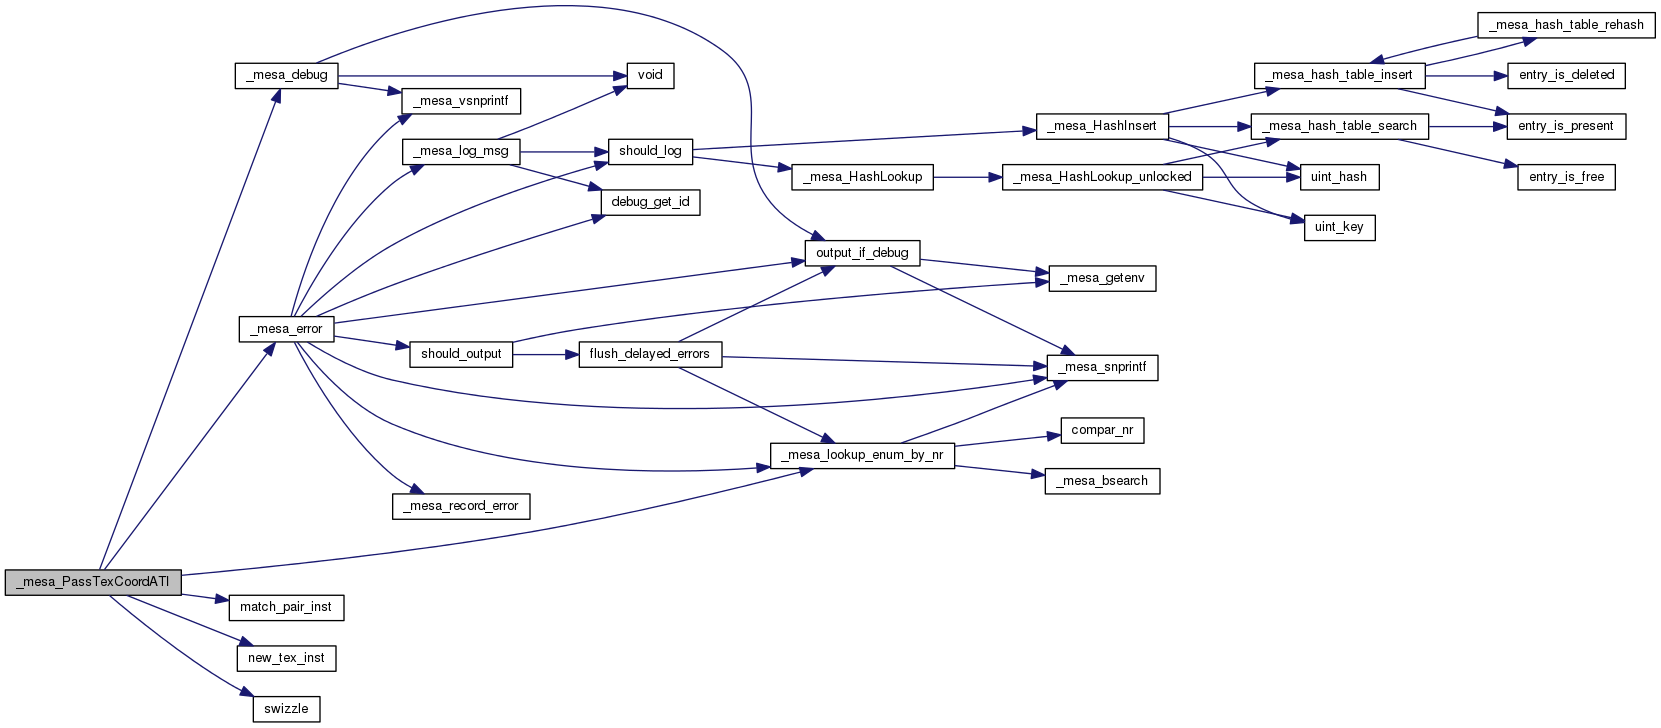 _mesa_hash_table_rehash
_mesa_debug
void
_mesa_hash_table_insert
entry_is_deleted
_mesa_vsnprintf
_mesa_HashInsert
_mesa_hash_table_search
entry_is_present
_mesa_log_msg
should_log
_mesa_HashLookup
_mesa_HashLookup_unlocked
uint_hash
entry_is_free
debug_get_id
uint_key
output_if_debug
_mesa_getenv
_mesa_error
should_output
flush_delayed_errors
_mesa_snprintf
compar_nr
_mesa_lookup_enum_by_nr
_mesa_bsearch
_mesa_record_error
_mesa_PassTexCoordATI
match_pair_inst
new_tex_inst
swizzle